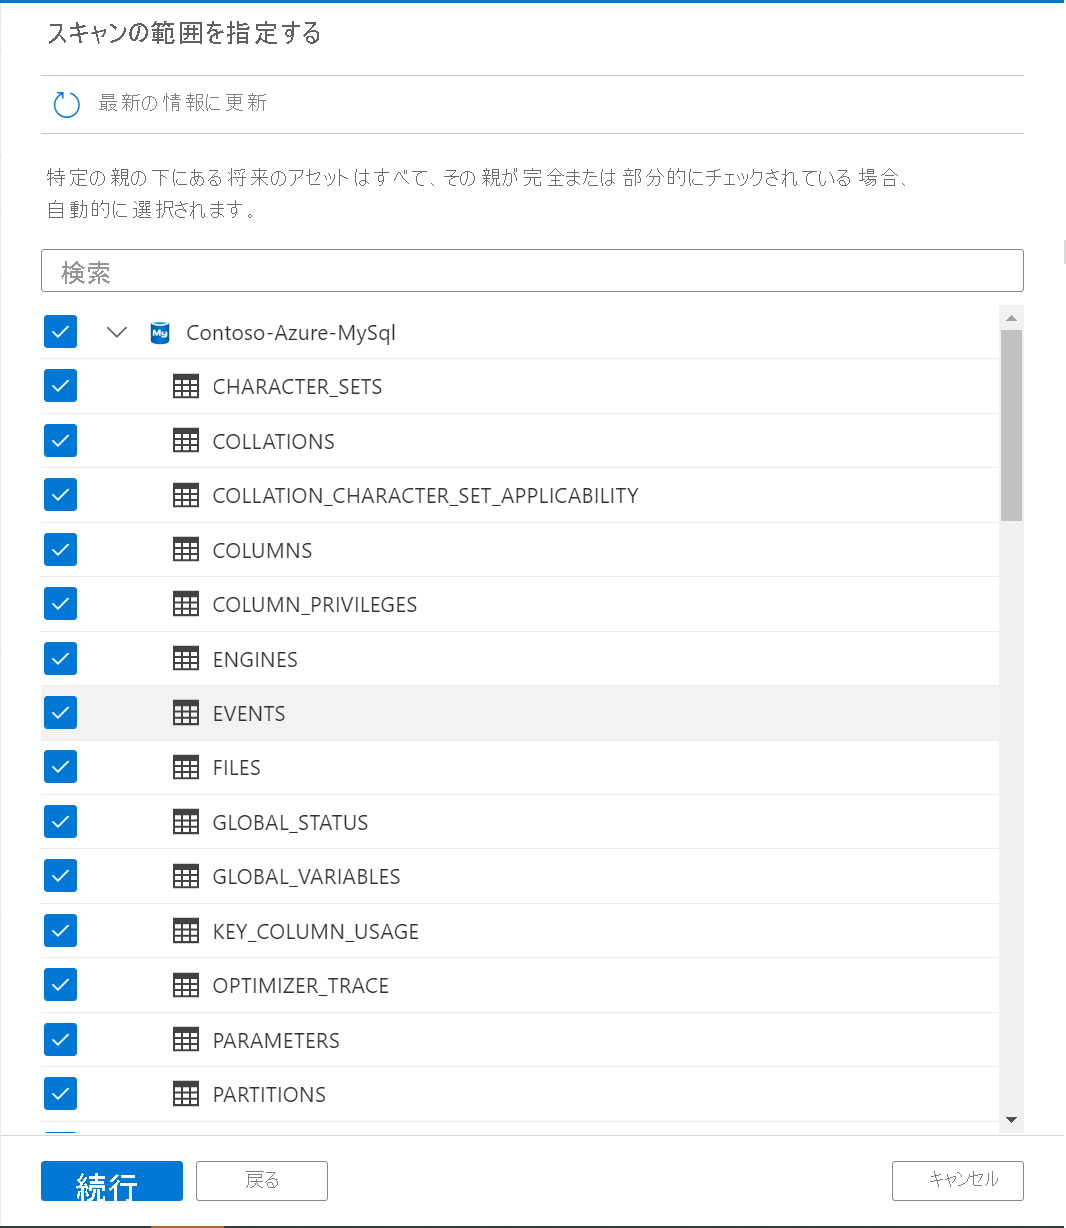 スキャンの範囲を指定する
最新の情報に更新
特定の親の下にある将来のアセットはすべて、その親が完全または部分的にチェックされている場合、
自動的に選択されます。
検索
My Contoso-Azure-MySql
CHARACTER_SETS
COLLATIONS
COLLATION_CHARACTER_SET_APPLICABILITY
COLUMNS
COLUMN_PRIVILEGES
ENGINES
EVENTS
FILES
GLOBAL_STATUS
GLOBAL_VARIABLES
KEY_COLUMN_USAGE
OPTIMIZER_TRACE
PARAMETERS
PARTITIONS
続行 戻る キャンセル